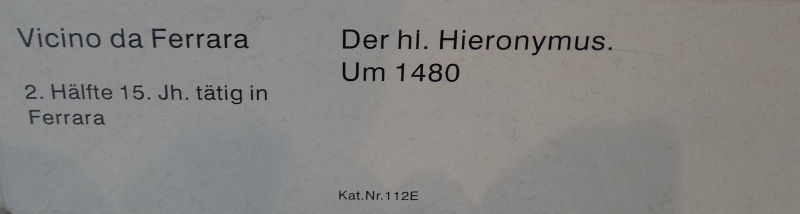 Vicino da Ferrara
2. Hälfte 15. Jh. tätig in
Ferrara
Der hl. Hieronymus.
Um 1480
Kat.Nr.112E